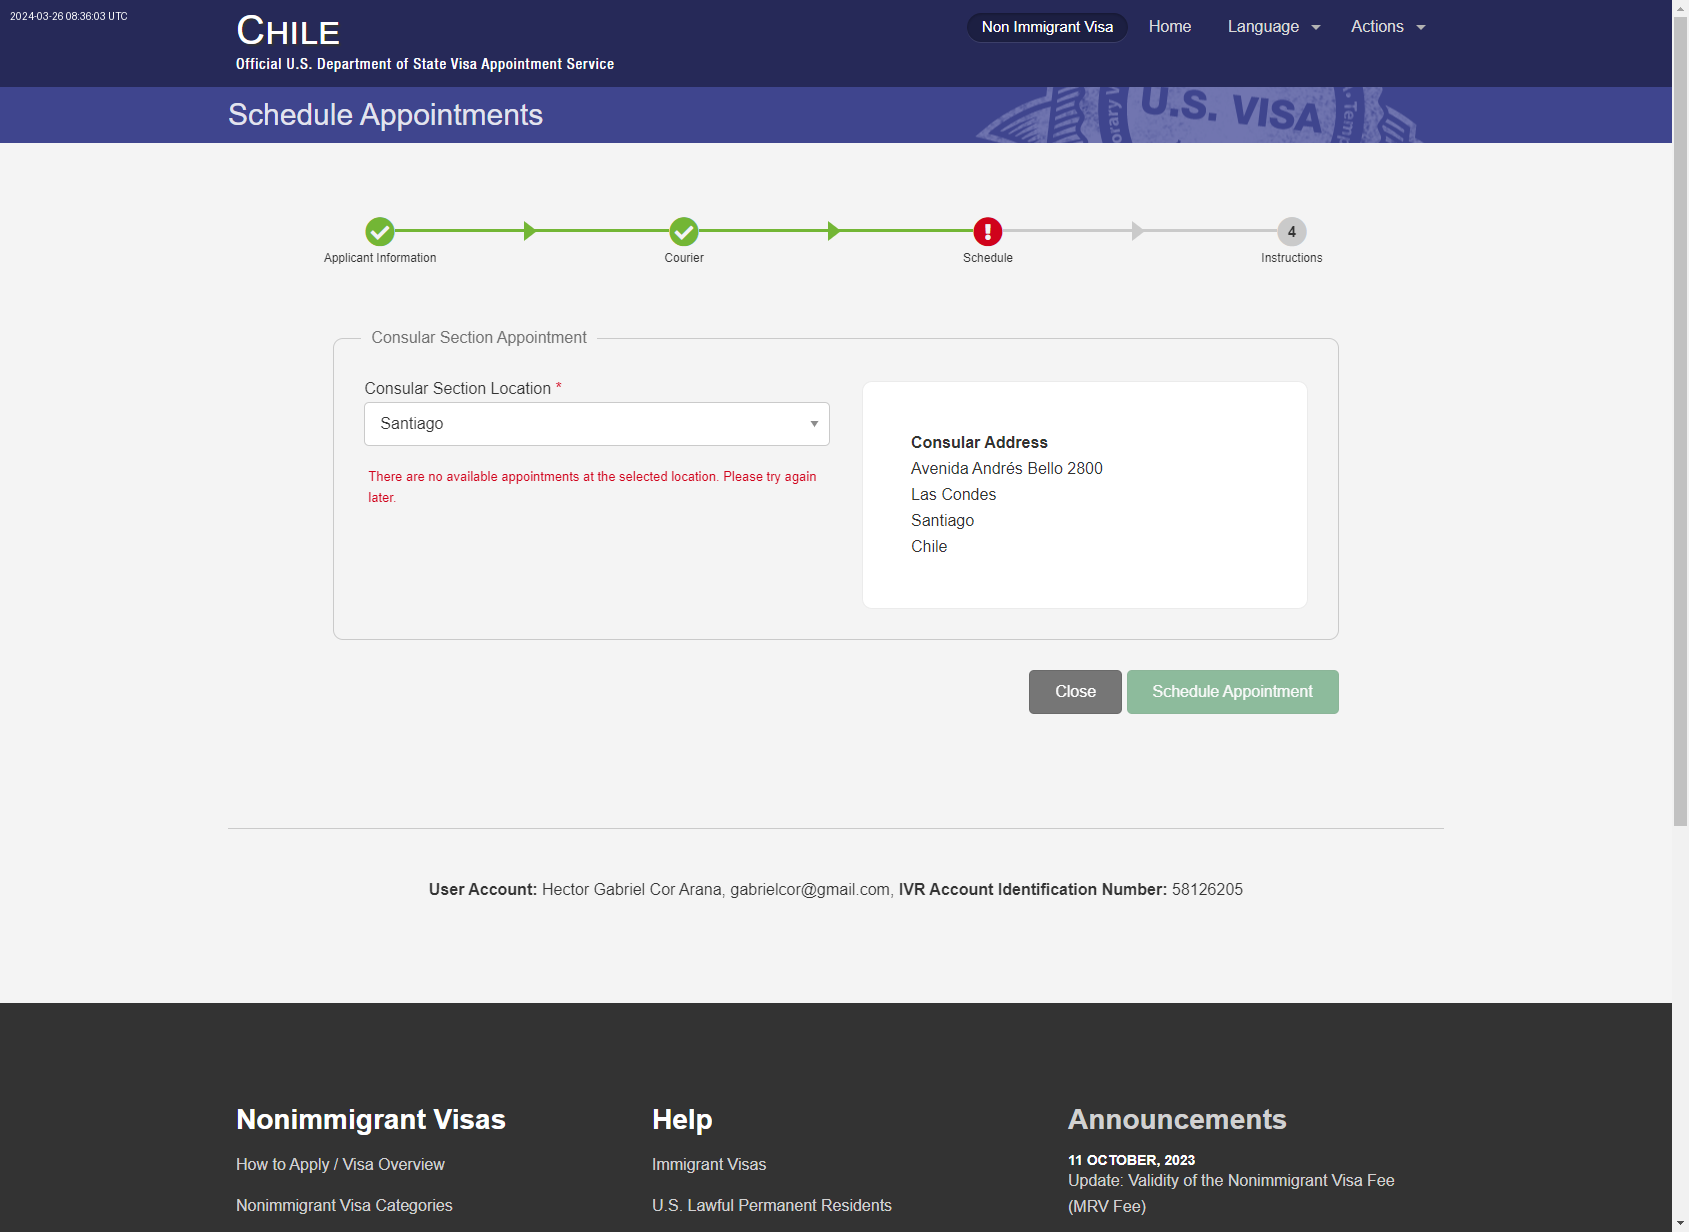 2024-03-26 08:36:03 UTC
CHILE
Official U.S. Department of State Visa Appointment Service
Non Immigrant Visa
Home
Language
Actions
Schedule Appointments
U.S. VISA
Applicant Information
Courier
Schedule
4
Instructions
Consular Section Appointment
Consular Section Location *
Santiago
There are no available appointments at the selected location. Please try again
later.
Consular Address
Avenida Andrés Bello 2800
Las Condes
Santiago
Chile
Close
Schedule Appointment
User Account: Hector Gabriel Cor Arana, gabrielcor@gmail.com, IVR Account Identification Number: 58126205
Nonimmigrant Visas
How to Apply / Visa Overview
Nonimmigrant Visa Categories
Help
Immigrant Visas
U.S. Lawful Permanent Residents
Announcements
11 OCTOBER, 2023
Update: Validity of the Nonimmigrant Visa Fee
(MRV Fee)